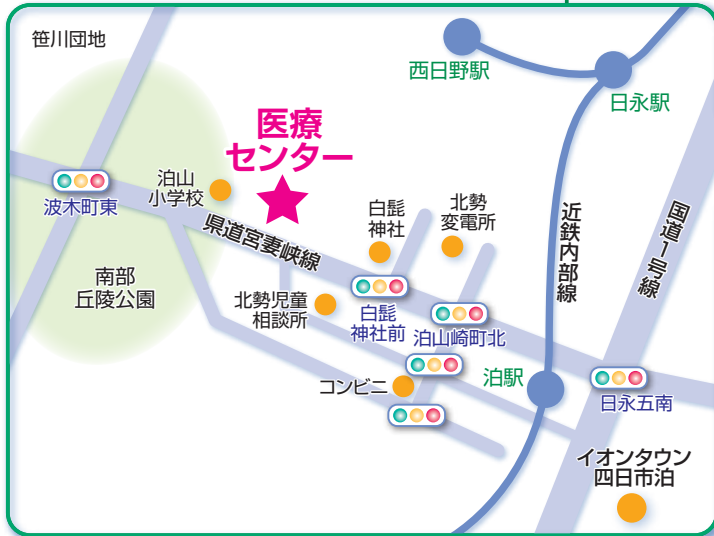 笹川団地
西日野駅
日永駅
医療
センター
泊山
小学校
波木町東
県道宮妻峡線
白髭
神社
北勢
変電所
近鉄内部線
国道1号線
南部
丘陵公園
北勢児童
相談所
白髭
神社前
泊山崎町北
コンビニ
泊駅
日永五南
イオンタウン
四日市泊